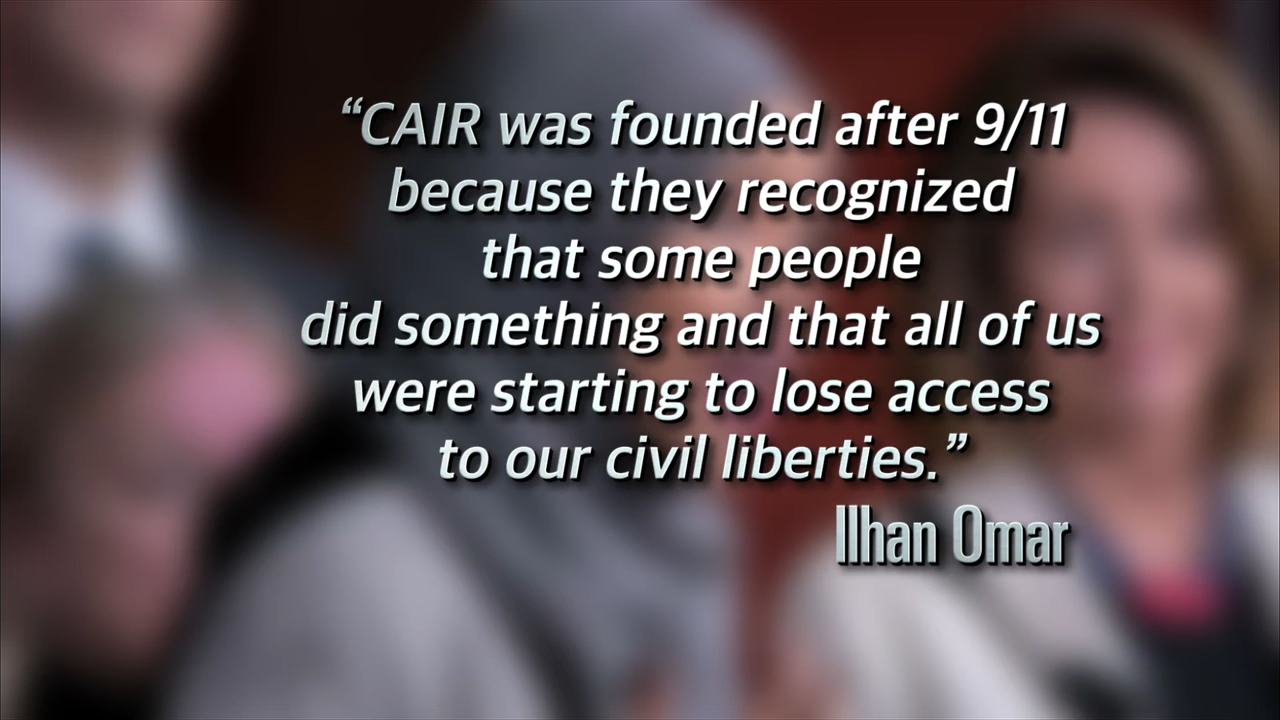 “CAIR was founded after 9/11
because they recognized
that some people
did something and that all of us
were starting to lose access
to our civil liberties.”
Ilhan Omar